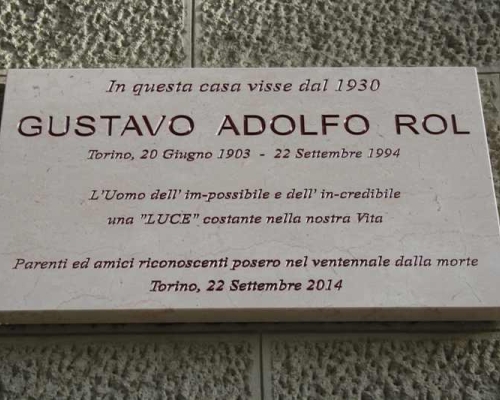 In questa casa visse dal 1930
GUSTAVO ADOLFO ROL
Torino, 20 Giugno 1903 - 22 Settembre 1994
L'Uomo dell' im-possibile e dell' in-credibile
una "LUCE" costante nella nostra Vita
Parenti ed amici riconoscenti posero nel ventennale dalla morte
Torino, 22 Settembre 2014